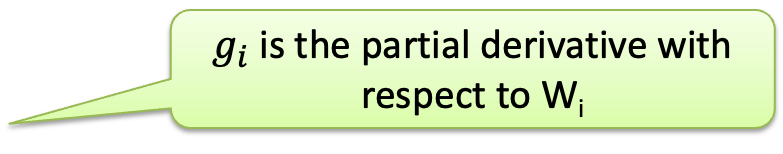 𝑔ᵢ is the partial derivative with
respect to Wᵢ